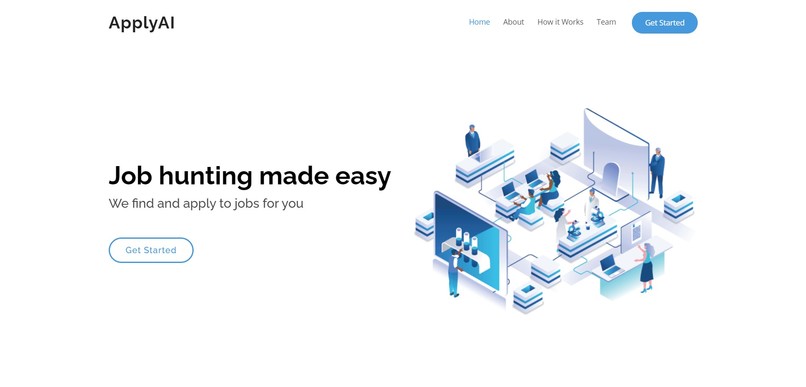 ApplyAI
Home About How it Works Team Get Started
Job hunting made easy
We find and apply to jobs for you
Get Started